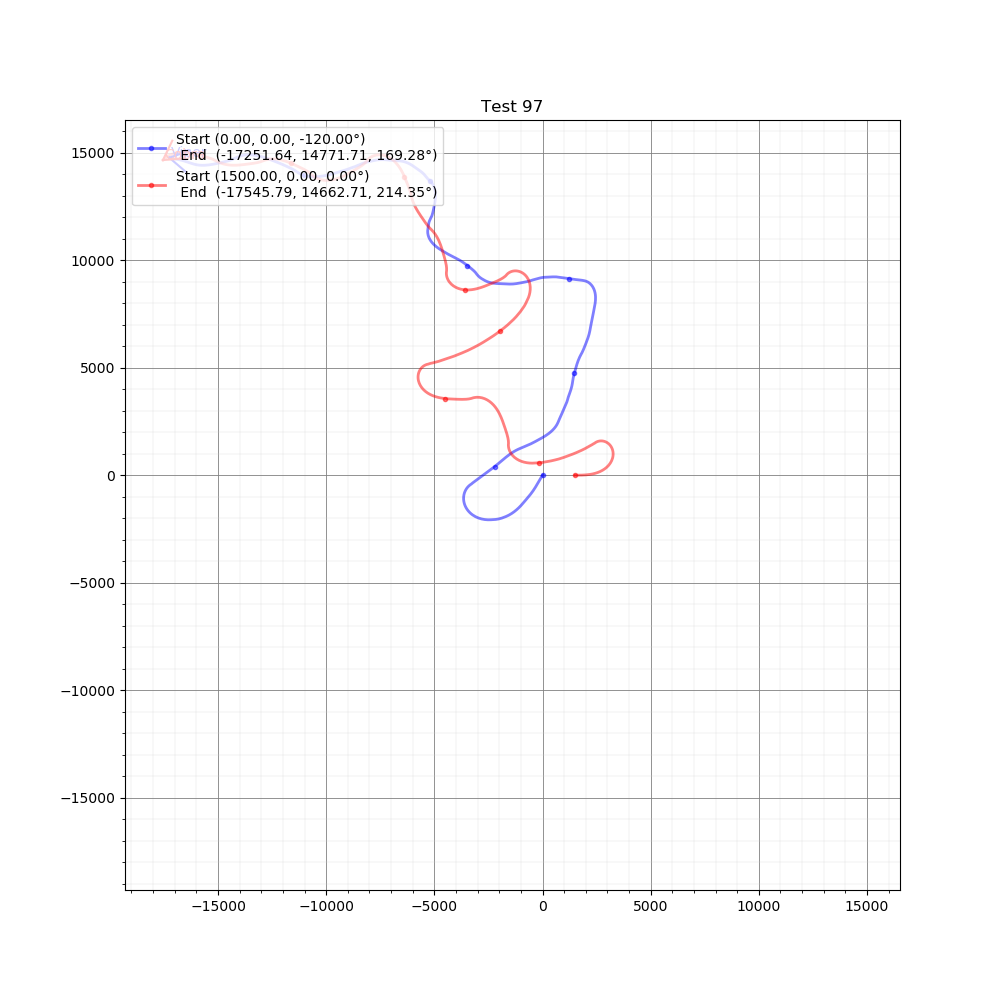 Test 97
Start (0.00, 0.00, -120.00°)
End  (-17251.64, 14771.71, 169.28°)
Start (1500.00, 0.00, 0.00°)
End  (-17545.79, 14662.71, 214.35°)
15000
10000
5000
0
−5000
−10000
−15000
−15000 −10000 −5000 0 5000 10000 15000